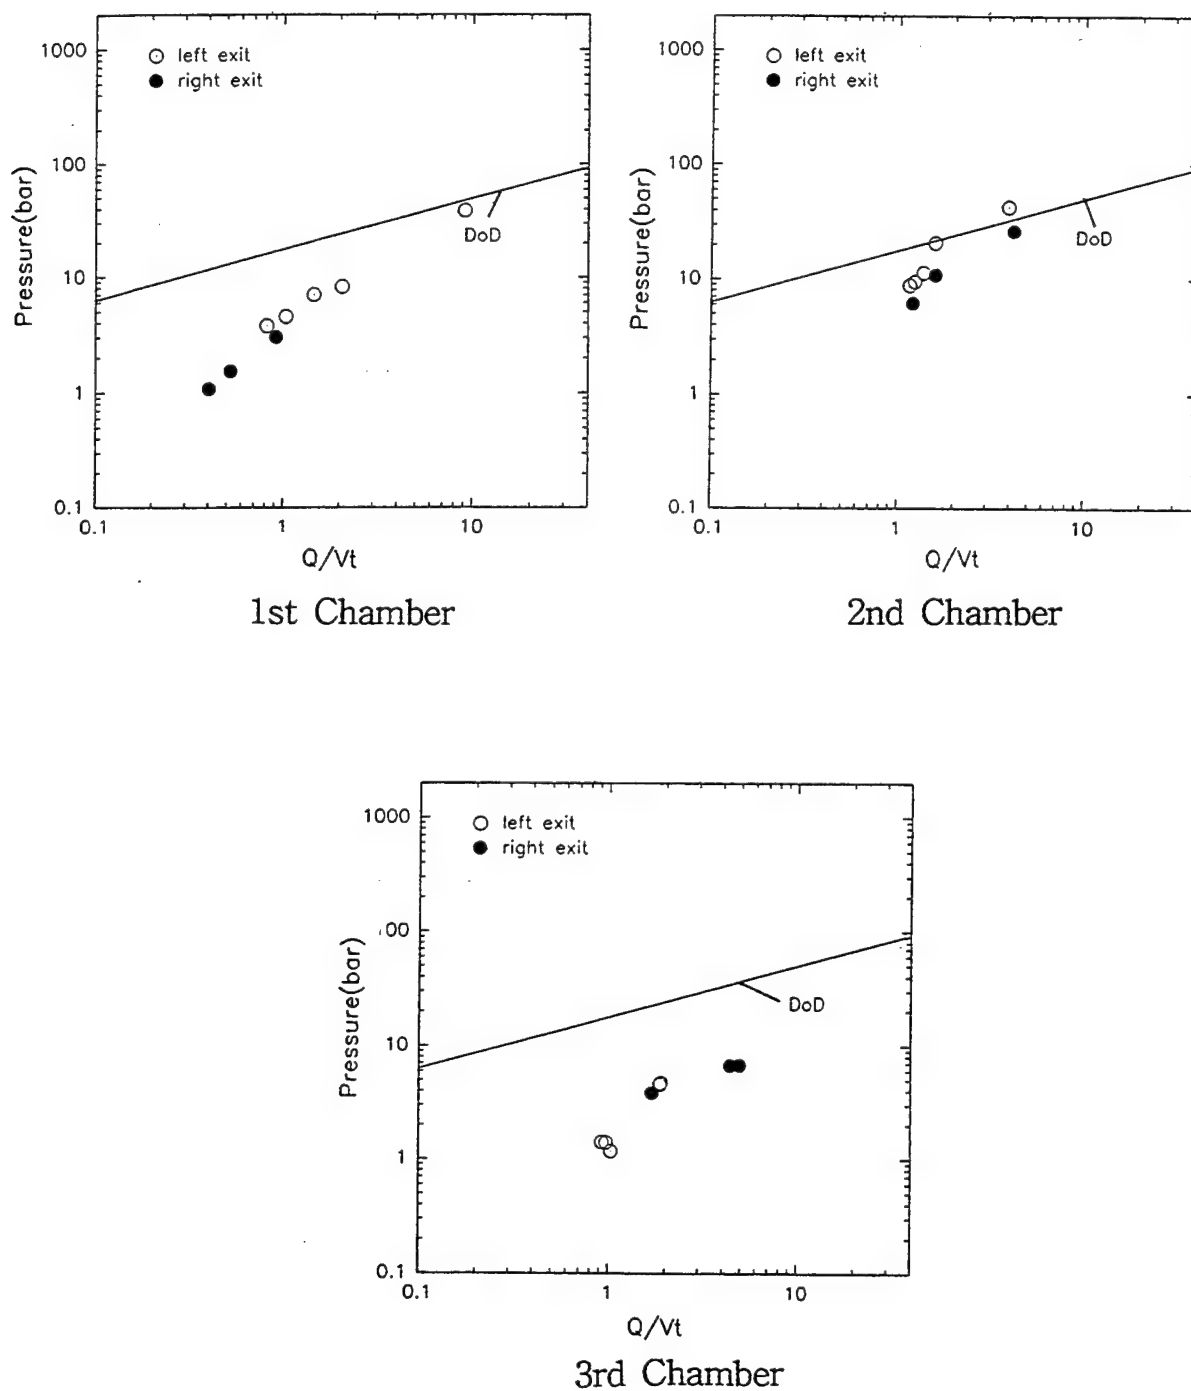 1000
100
10
1
0.1
Pressure(bar)
left exit
right exit
DoD
0.1
1
10
Q/Vt
1st Chamber
1000
100
10
1
0.1
Pressure(bar)
left exit
right exit
DoD
0.1
1
10
Q/Vt
2nd Chamber
1000
00
10
1
0.1
Pressure(bar)
left exit
right exit
DoD
0.1
1
10
Q/Vt
3rd Chamber